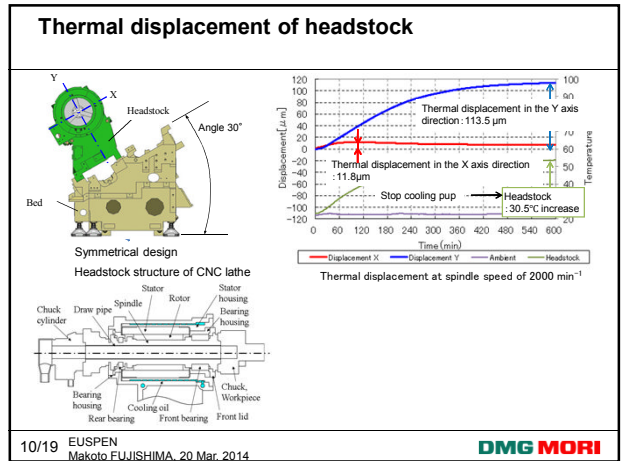 Thermal displacement of headstock
Y
X
Headstock
Angle 30°
Bed
Symmetrical design
Headstock structure of CNC lathe
Displacement[μm]
120
100
80
60
40
20
0
-20
-40
-60
-80
-100
-120
100
90
70
60
50
40
20
Temperature
Thermal displacement in the Y axis
direction:113.5 μm
Thermal displacement in the X axis direction
:11.8μm
Stop cooling pup
Headstock
:30.5℃ increase
0 60 120 180 240 300 360 420 480 540 600
Time(min)
Displacement X Displacement Y Ambient Headstock
Thermal displacement at spindle speed of 2000 min⁻¹
Chuck
cylinder
Draw pipe
Spindle
Stator
Rotor
Stator
housing
Bearing
housing
Bearing
housing
Rear bearing
Cooling oil
Front bearing
Front lid
Chuck,
Workpiece
10/19 EUSPEN
Makoto FUJISHIMA, 20 Mar, 2014
DMG MORI